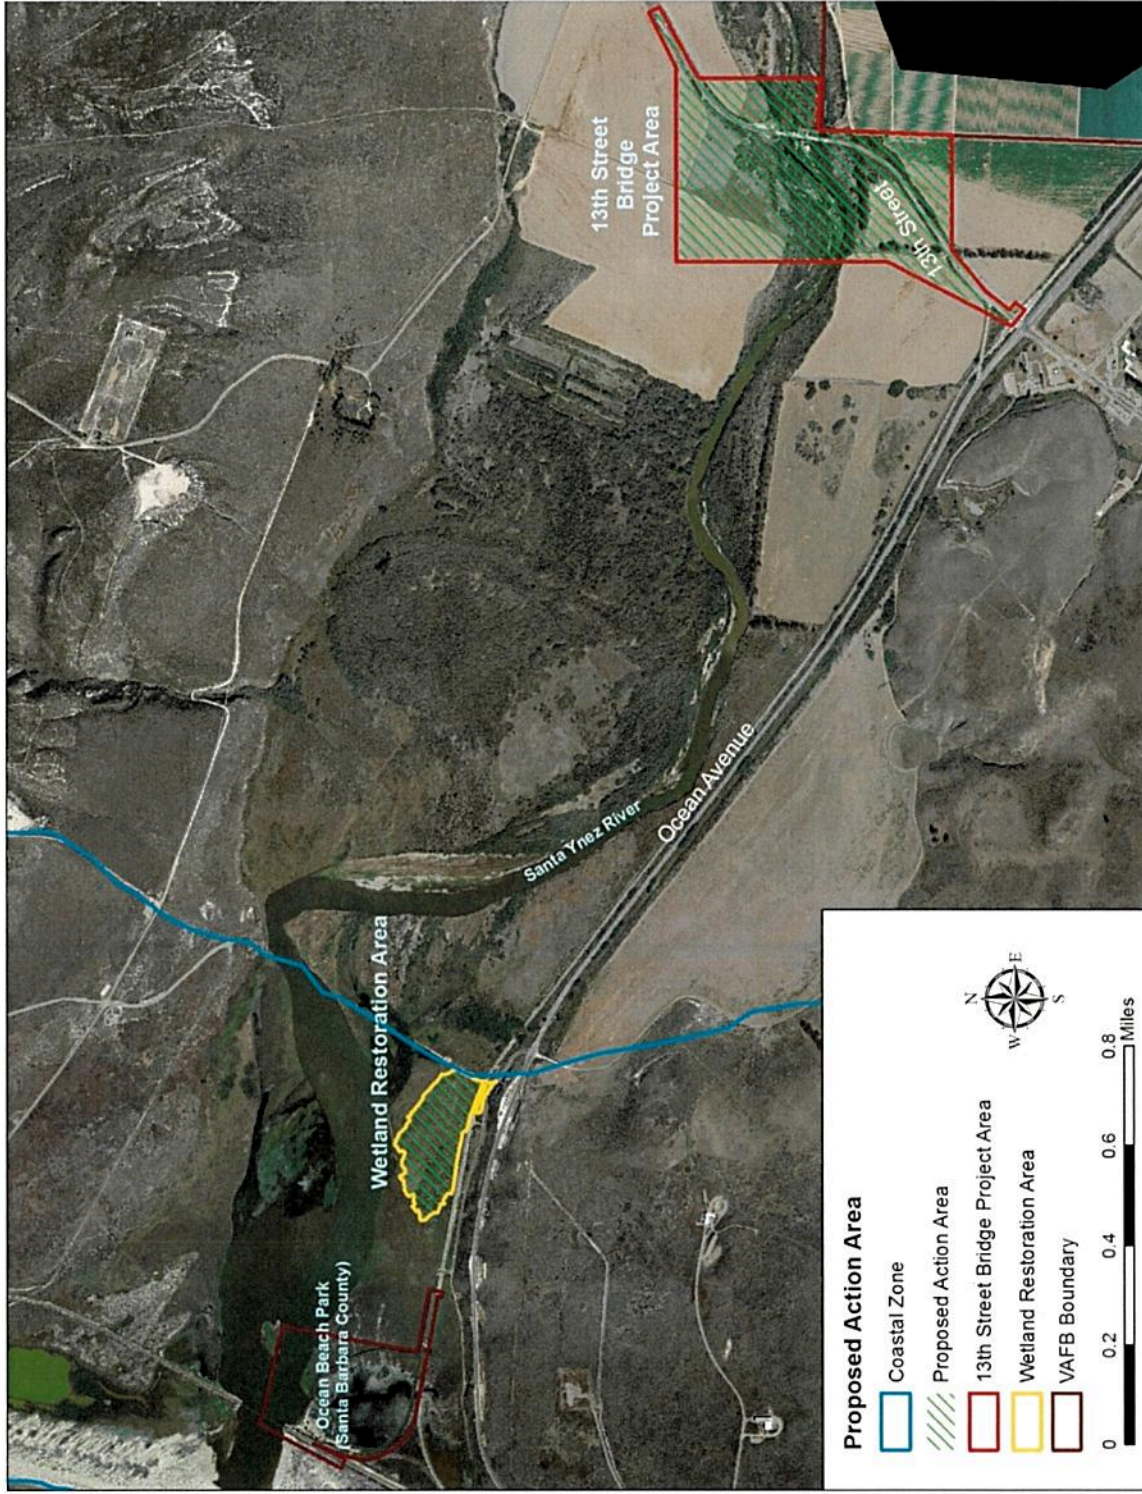 13th Street
Bridge
Project Area
13th Street
Wetland Restoration Area
Santa Ynez River
Ocean Avenue
Ocean Beach Park
(Santa Barbara County)
Proposed Action Area
Coastal Zone
Proposed Action Area
13th Street Bridge Project Area
Wetland Restoration Area
VAFB Boundary
N
W
E
S
0 0.2 0.4 0.6 0.8
Miles